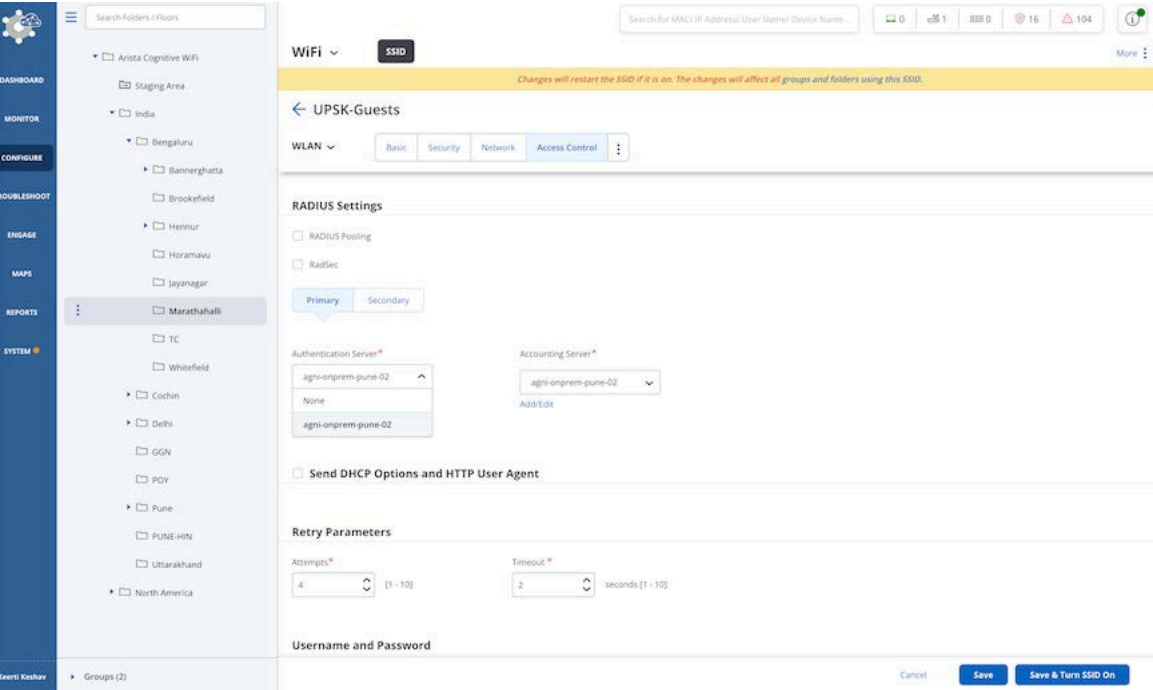 Search Folders / Floors
Search for MAC/ IP Address/ User Name/ Device Name...
0
1
0
16
104
DASHBOARD
MONITOR
CONFIGURE
ROUBLESHOOT
ENGAGE
MAPS
REPORTS
SYSTEM
Keerti Keshav
Arista Cognitive WiFi
Staging Area
India
Bengaluru
Bannerghatta
Brookefield
Hennur
Horamavu
Jayanagar
Marathahalli
TC
Whitefield
Cochin
Delhi
GGN
POY
Pune
PUNE-HIN
Uttarakhand
North America
Groups (2)
WiFi
SSID
More
Changes will restart the SSID if it is on. The changes will affect all groups and folders using this SSID.
UPSK-Guests
WLAN
Basic Security Network Access Control
RADIUS Settings
RADIUS Pooling
RadSec
Primary Secondary
Authentication Server* Accounting Server*
agni-onprem-pune-02 agni-onprem-pune-02
None
Add/Edit
agni-onprem-pune-02
Send DHCP Options and HTTP User Agent
Retry Parameters
Attempts* Timeout *
4 [1 - 10] 2 seconds [1 - 10]
Username and Password
Cancel Save Save & Turn SSID On